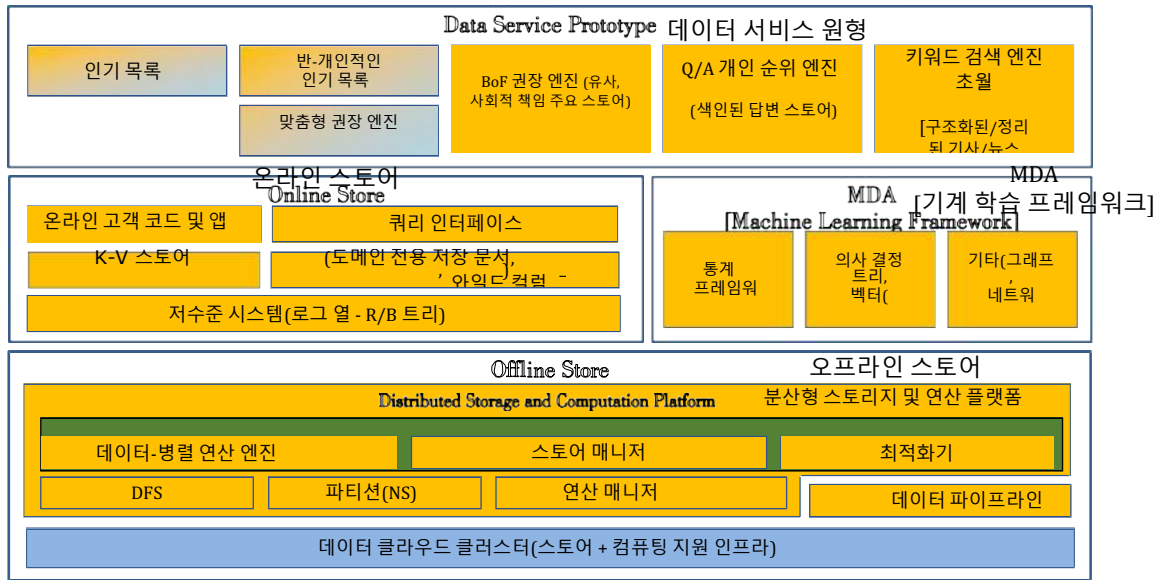 Data Service Prototype 데이터 서비스 원형
인기 목록
반-개인적인
인기 목록
맞춤형 권장 엔진
BoF 권장 엔진 (유사,
사회적 책임 주요 스토어)
Q/A 개인 순위 엔진
(색인된 답변 스토어)
키워드 검색 엔진
초월
[구조화된/정리
된 기사/뉴스
온라인 스토어
Online Store
온라인 고객 코드 및 앱
쿼리 인터페이스
K-V 스토어
(도메인 전용 저장 문서,
, 와일드 컬럼
저수준 시스템(로그 열 - R/B 트리)
MDA
[기계 학습 프레임워크]
MDA
[Machine Learning Framework]
통계
프레임워
의사 결정
트리,
벡터(
기타(그래프
,
네트워
Offline Store 오프라인 스토어
Distributed Storage and Computation Platform 분산형 스토리지 및 연산 플랫폼
데이터-병렬 연산 엔진
스토어 매니저
최적화기
DFS
파티션(NS)
연산 매니저
데이터 파이프라인
데이터 클라우드 클러스터(스토어 + 컴퓨팅 지원 인프라)